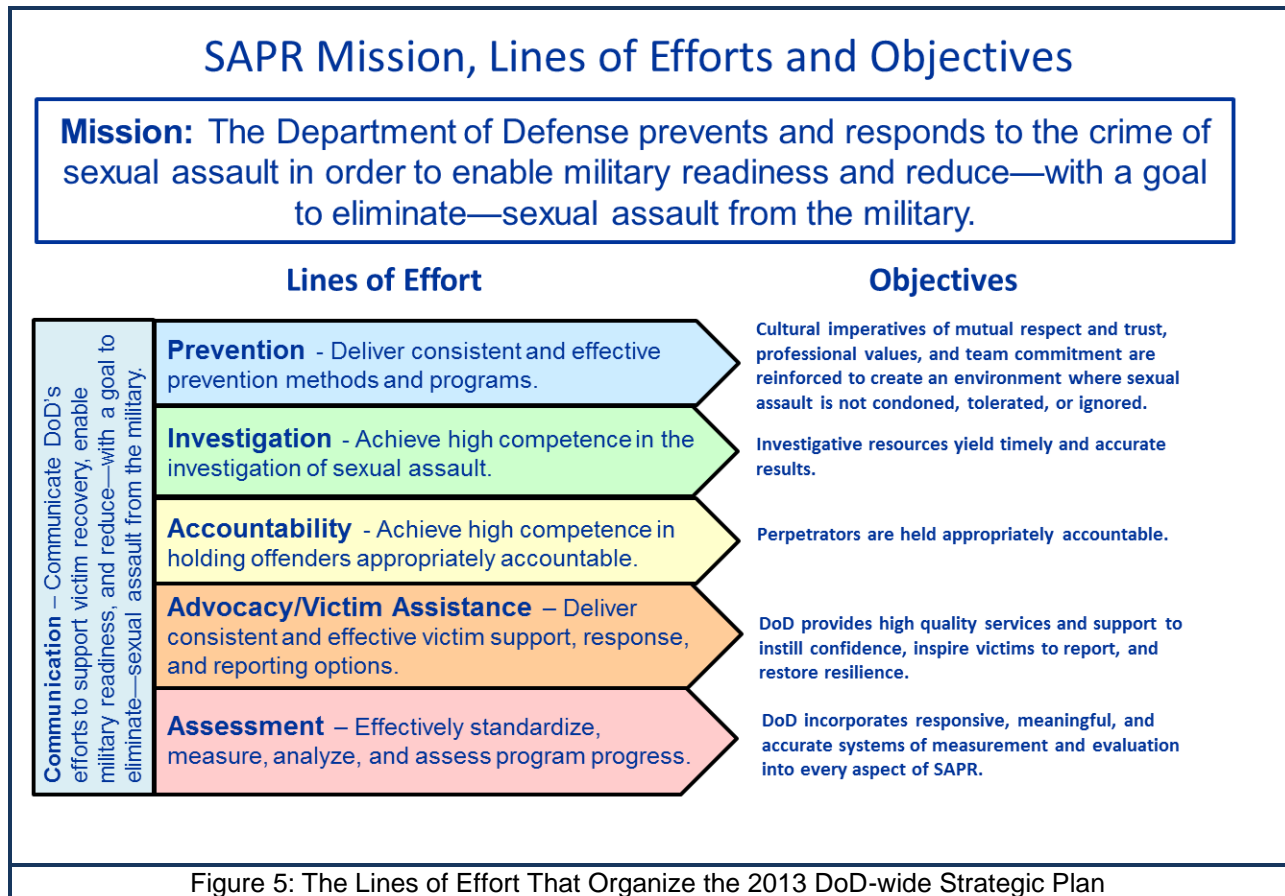 SAPR Mission, Lines of Efforts and Objectives
Mission: The Department of Defense prevents and responds to the crime of
sexual assault in order to enable military readiness and reduce—with a goal
to eliminate—sexual assault from the military.
Lines of Effort
Objectives
Communication – Communicate DoD's
efforts to support victim recovery, enable
military readiness, and reduce—with a goal to
eliminate—sexual assault from the military.
Prevention - Deliver consistent and effective
prevention methods and programs.
Cultural imperatives of mutual respect and trust,
professional values, and team commitment are
reinforced to create an environment where sexual
assault is not condoned, tolerated, or ignored.
Investigation - Achieve high competence in the
investigation of sexual assault.
Investigative resources yield timely and accurate
results.
Accountability - Achieve high competence in
holding offenders appropriately accountable.
Perpetrators are held appropriately accountable.
Advocacy/Victim Assistance – Deliver
consistent and effective victim support, response,
and reporting options.
DoD provides high quality services and support to
instill confidence, inspire victims to report, and
restore resilience.
Assessment – Effectively standardize,
measure, analyze, and assess program progress.
DoD incorporates responsive, meaningful, and
accurate systems of measurement and evaluation
into every aspect of SAPR.
Figure 5: The Lines of Effort That Organize the 2013 DoD-wide Strategic Plan